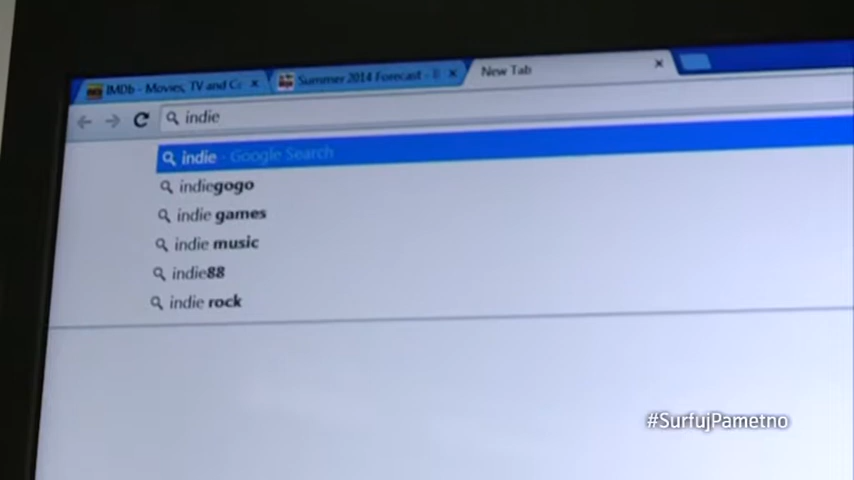 IMDb - Movies, TV and Ce
Summer 2014 Forecast -
New Tab
indie
indie - Google Search
indiegogo
indie games
indie music
indie88
indie rock
#SurfujPametno